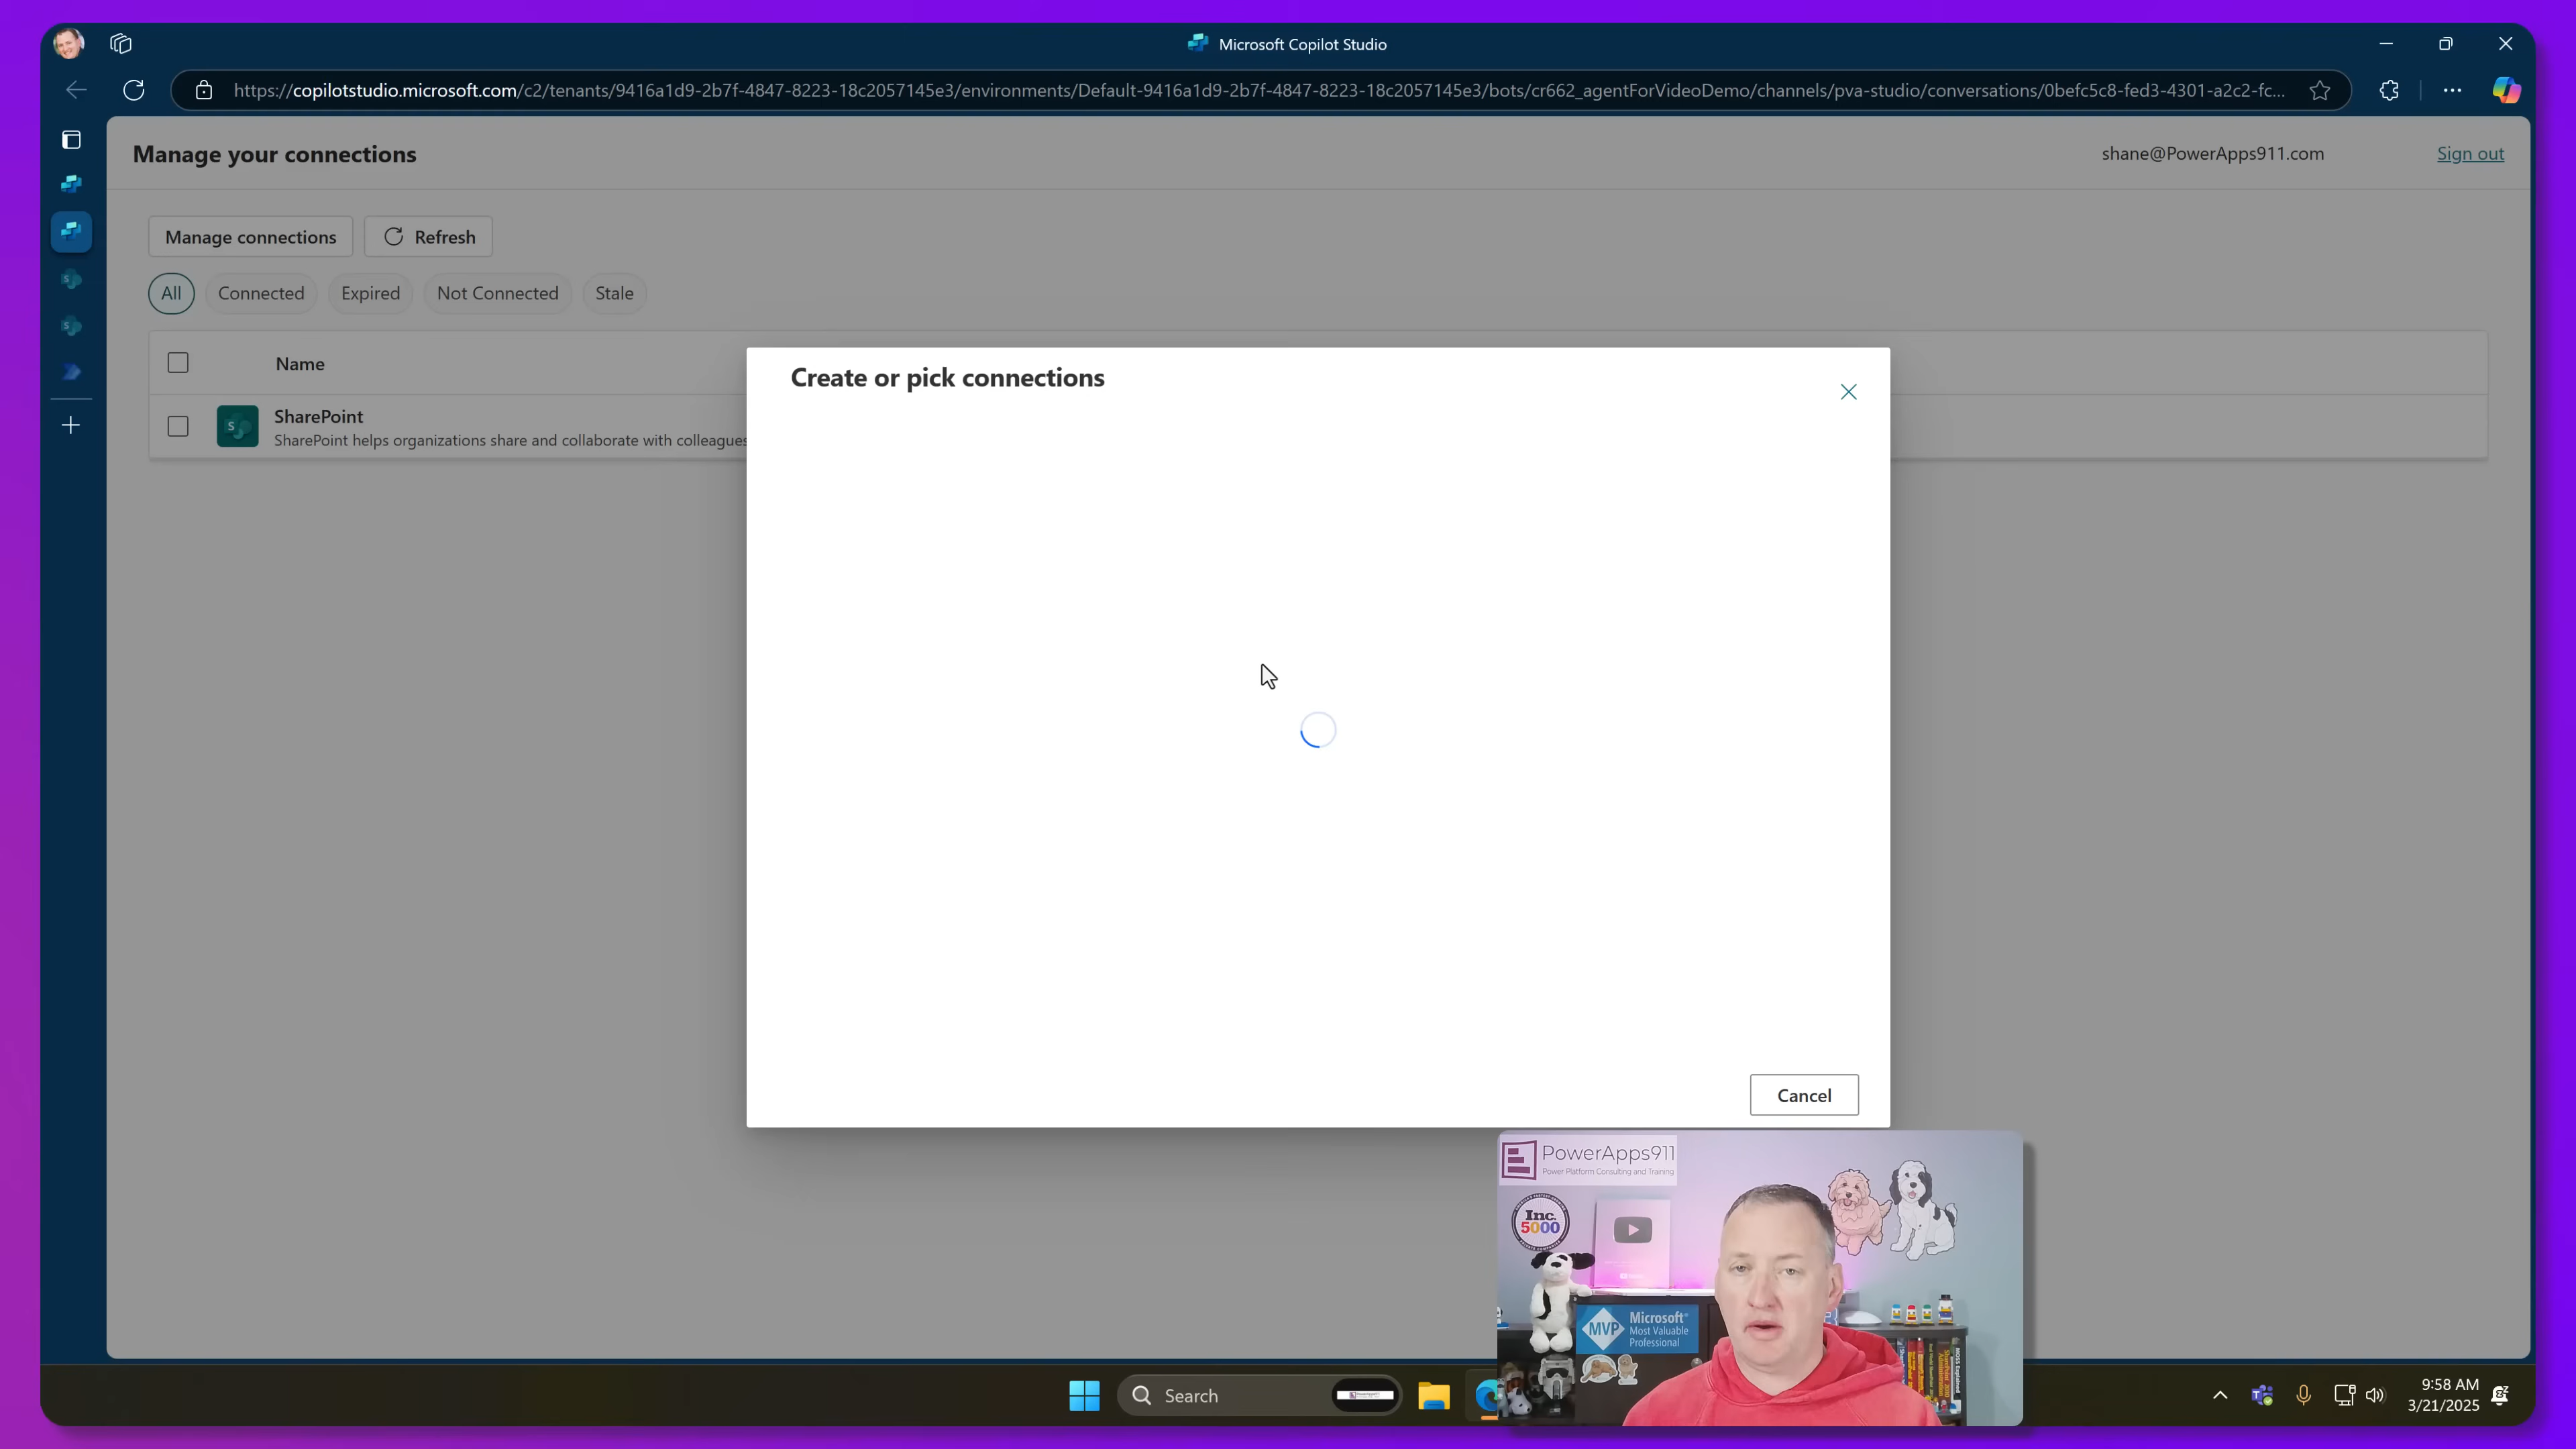 Microsoft Copilot Studio
https://copilotstudio.microsoft.com/c2/tenants/9416a1d9-2b7f-4847-8223-18c2057145e3/environments/Default-9416a1d9-2b7f-4847-8223-18c2057145e3/bots/cr662_agentForVideoDemo/channels/pva-studio/conversations/0befc5c8-fed3-4301-a2c2-fc...
Manage your connections
shane@PowerApps911.com
Sign out
Manage connections
Refresh
All
Connected
Expired
Not Connected
Stale
Name
SharePoint
SharePoint helps organizations share and collaborate with colleagues
Create or pick connections
Cancel
PowerApps911
Power Platform Consulting and Training
Inc.
5000
MVP
Microsoft®
Most Valuable
Professional
Search
9:58 AM
3/21/2025